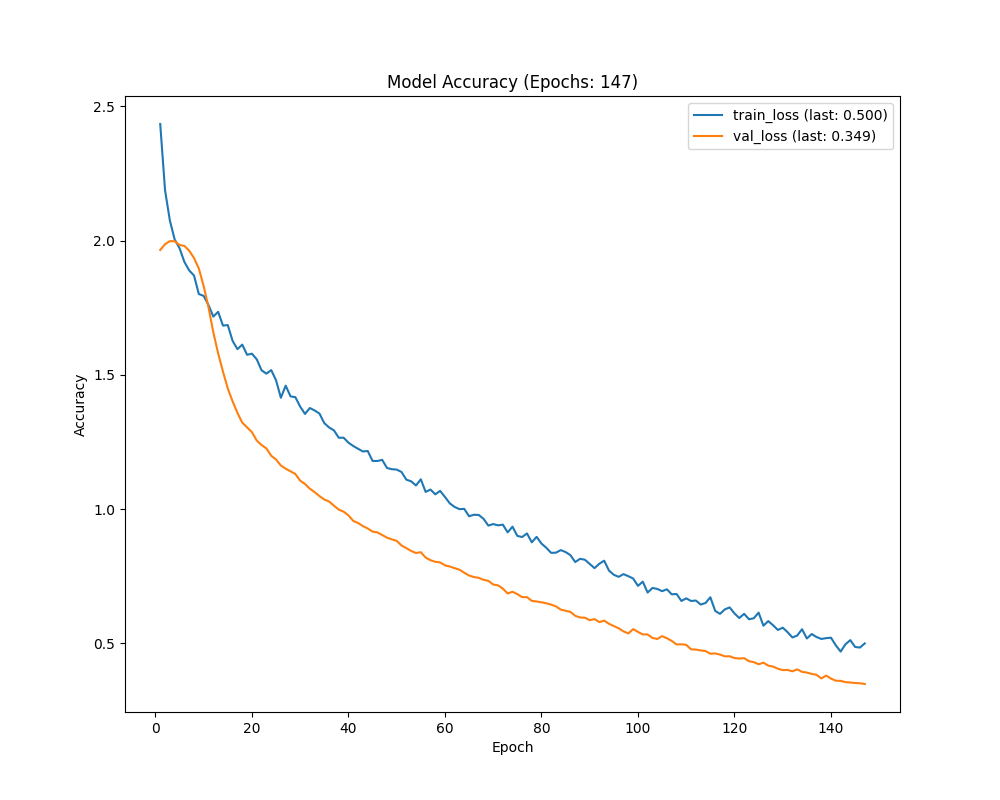 Model Accuracy (Epochs: 147)
train_loss (last: 0.500)
val_loss (last: 0.349)
2.5
2.0
1.5
1.0
0.5
Accuracy
0 20 40 60 80 100 120 140
Epoch